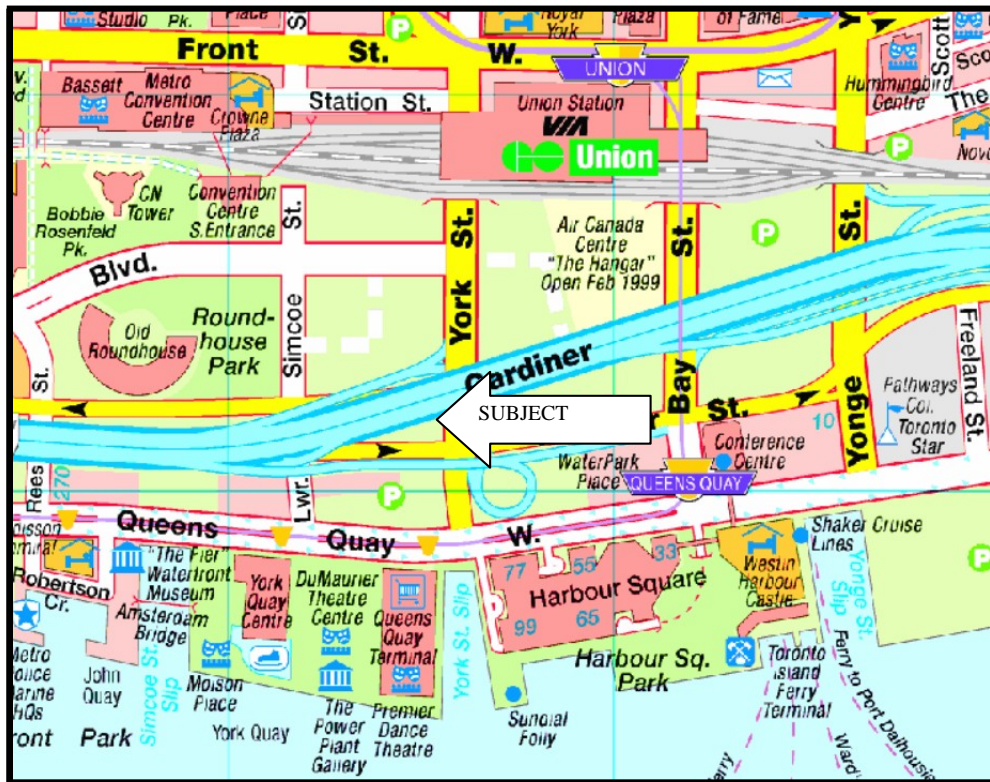 Studio
Pk.
Place
St.
Royal
York
Plaza
of Fame
Scott
Front
St.
W.
UNION
Hummingbird
Centre
The
Bassett
Metro
Convention
Centre
Crowne
Plaza
Station St.
Union Station
VIA
GO Union
P
CN
Tower
Bobbie
Rosenfeld
Pk.
Convention
Centre
S.Entrance
St.
York St.
Air Canada
Centre
"The Hangar"
Open Feb 1999
P
Bay St.
Yonge St.
P
Blvd.
Old
Roundhouse
Round-
house
Park
Simcoe
Gardiner
SUBJECT
St.
10
Freeland St.
Pathways
Col.
Toronto
Star
St.
Rees
270
Lwr.
P
WaterPark
Place
Conference
Centre
QUEENS QUAY
Queens
Quay
W.
"The Pier"
Waterfront
Museum
Robertson
Cr.
Amsterdam
Bridge
York
Quay
Centre
DuMaurier
Theatre
Centre
Queens
Quay
Terminal
York St. Slip
77
55
33
Harbour Square
99
65
Westin
Harbour
Castle
Shaker Cruise
Lines
Yonge St.
Slip
P
John
Quay
Simcoe St.
Slip
Molson
Place
York Quay
The
Power
Plant
Gallery
Premier
Dance
Theatre
Sundial
Folly
Harbour Sq.
Park
Toronto
Island
Ferry
Terminal
Ferry to Port Dalhousie
Park